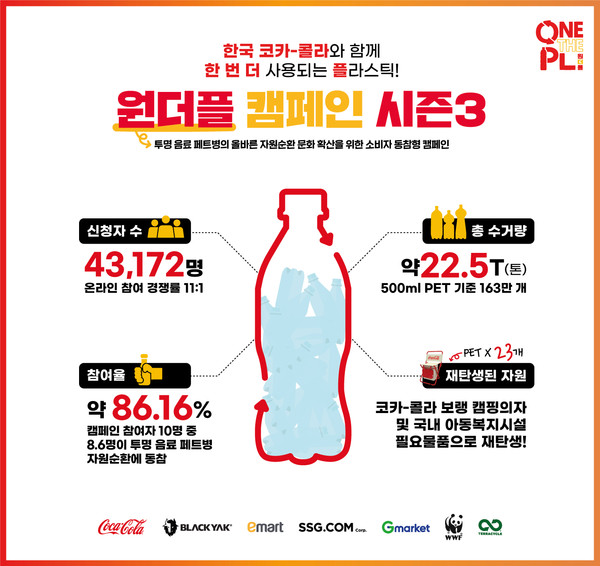 ONE
THE
PL!
한국 코카-콜라와 함께
한 번 더 사용되는 플라스틱!
원더플 캠페인 시즌3
투명 음료 페트병의 올바른 자원순환 문화 확산을 위한 소비자 동참형 캠페인
신청자 수
43,172명
온라인 참여 경쟁률 11:1
총 수거량
약22.5T(톤)
500ml PET 기준 163만 개
참여율
약 86.16%
캠페인 참여자 10명 중
8.6명이 투명 음료 페트병
자원순환에 동참
PET X 23개
재탄생된 자원
코카-콜라 보랭 캠핑의자
및 국내 아동복지시설
필요물품으로 재탄생!
Coca-Cola
BLACKYAK
emart
SSG.COM Corp.
Gmarket
WWF
TERRACYCLE